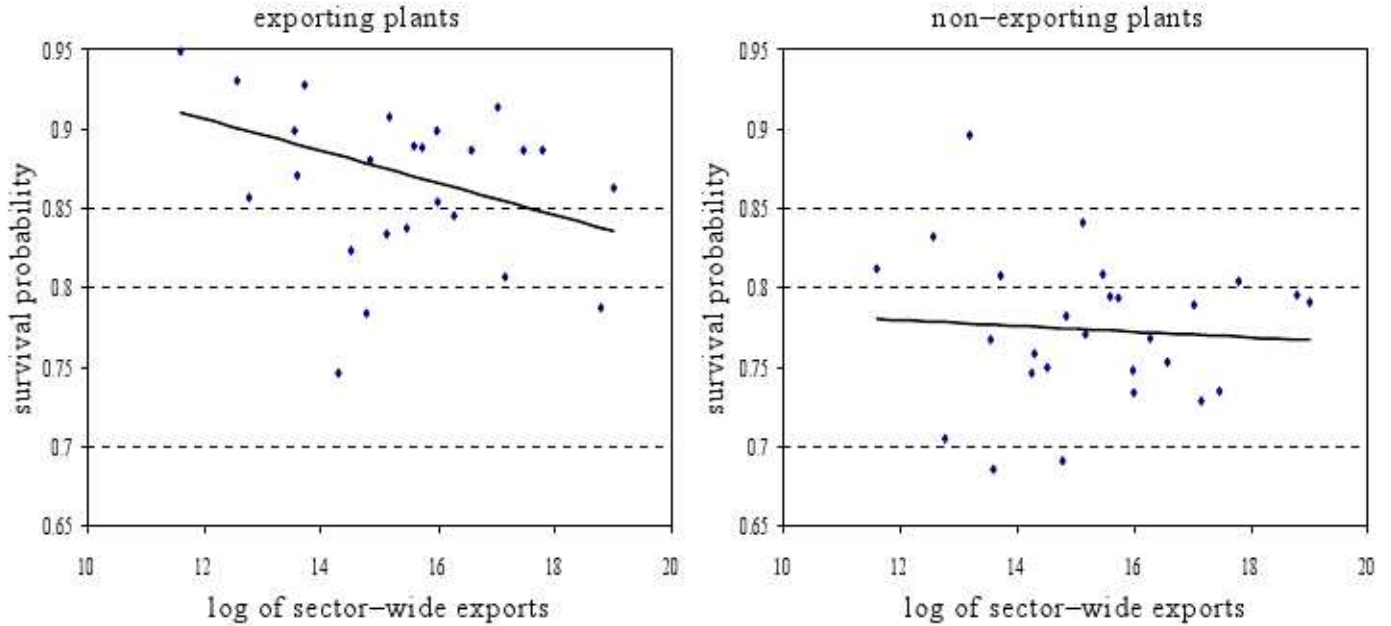 exporting plants
0.95
0.9
0.85
0.8
0.75
0.7
0.65
10 12 14 16 18 20
survival probability
log of sector−wide exports
non−exporting plants
0.95
0.9
0.85
0.8
0.75
0.7
0.65
10 12 14 16 18 20
survival probability
log of sector−wide exports